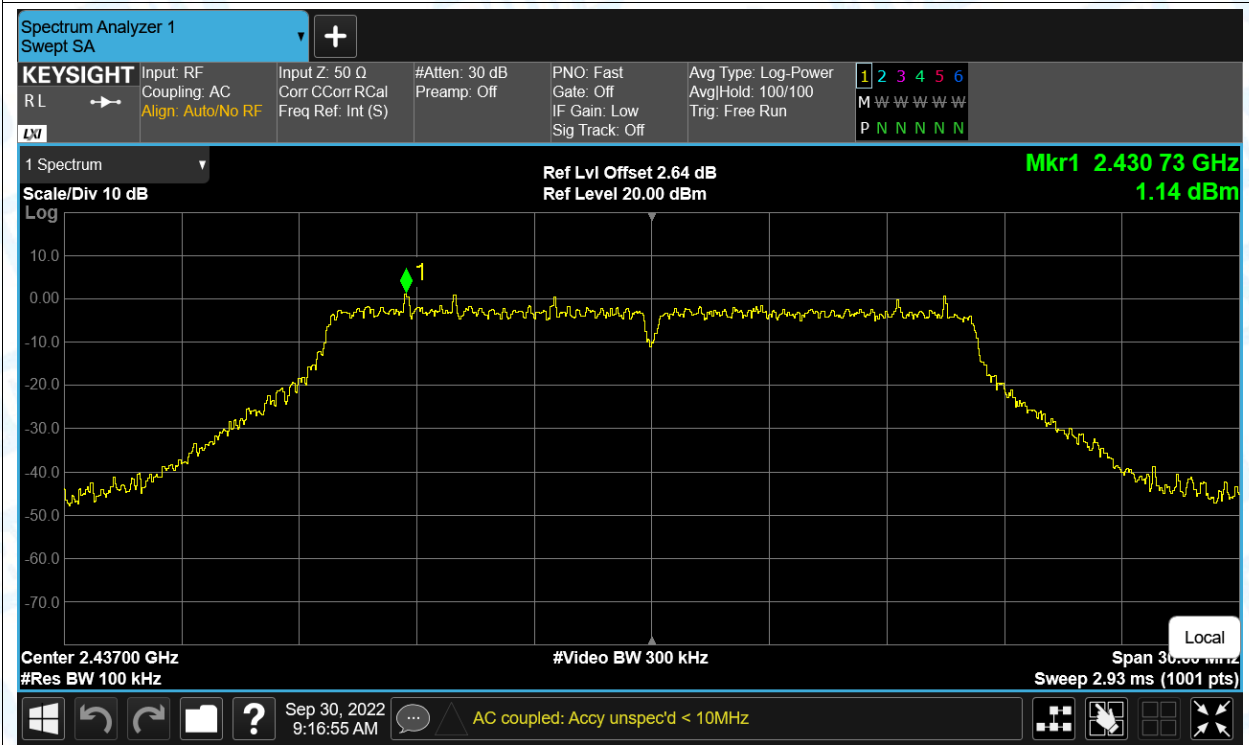 Spectrum Analyzer 1
Swept SA
+
KEYSIGHT
R L
LXI
Input: RF
Coupling: AC
Align: Auto/No RF
Input Z: 50 Ω
Corr CCorr RCal
Freq Ref: Int (S)
#Atten: 30 dB
Preamp: Off
PNO: Fast
Gate: Off
IF Gain: Low
Sig Track: Off
Avg Type: Log-Power
Avg|Hold: 100/100
Trig: Free Run
1 2 3 4 5 6
M W W W W W W
P N N N N N
1 Spectrum
Scale/Div 10 dB
Ref Lvl Offset 2.64 dB
Ref Level 20.00 dBm
Mkr1 2.430 73 GHz
1.14 dBm
Log
1
10.0
0.00
-10.0
-20.0
-30.0
-40.0
-50.0
-60.0
-70.0
Local
Center 2.43700 GHz
#Video BW 300 kHz
Span 30.00 MHz
#Res BW 100 kHz
Sweep 2.93 ms (1001 pts)
?
Sep 30, 2022
9:16:55 AM
AC coupled: Accy unspec'd < 10MHz